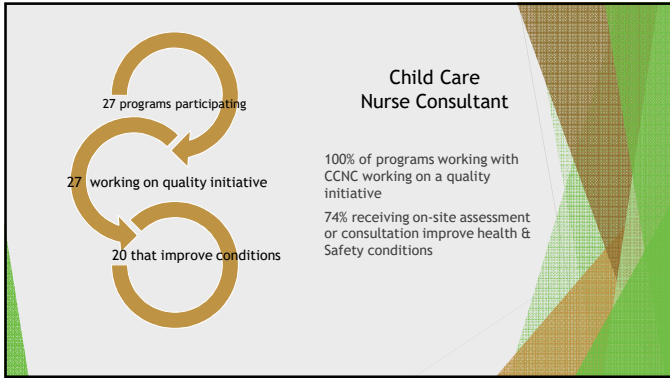 27 programs participating
27 working on quality initiative
20 that improve conditions
Child Care
Nurse Consultant
100% of programs working with
CCNC working on a quality
initiative
74% receiving on-site assessment
or consultation improve health &
Safety conditions